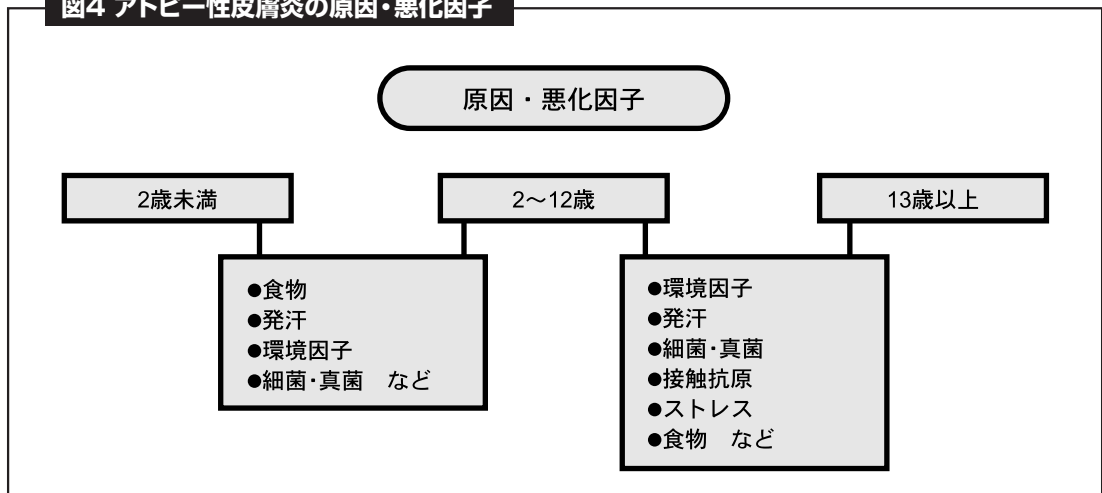 図4 アトピー性皮膚炎の原因・悪化因子
原因・悪化因子
2歳未満
2〜12歳
13歳以上
●食物
●発汗
●環境因子
●細菌・真菌　など
●環境因子
●発汗
●細菌・真菌
●接触抗原
●ストレス
●食物　など